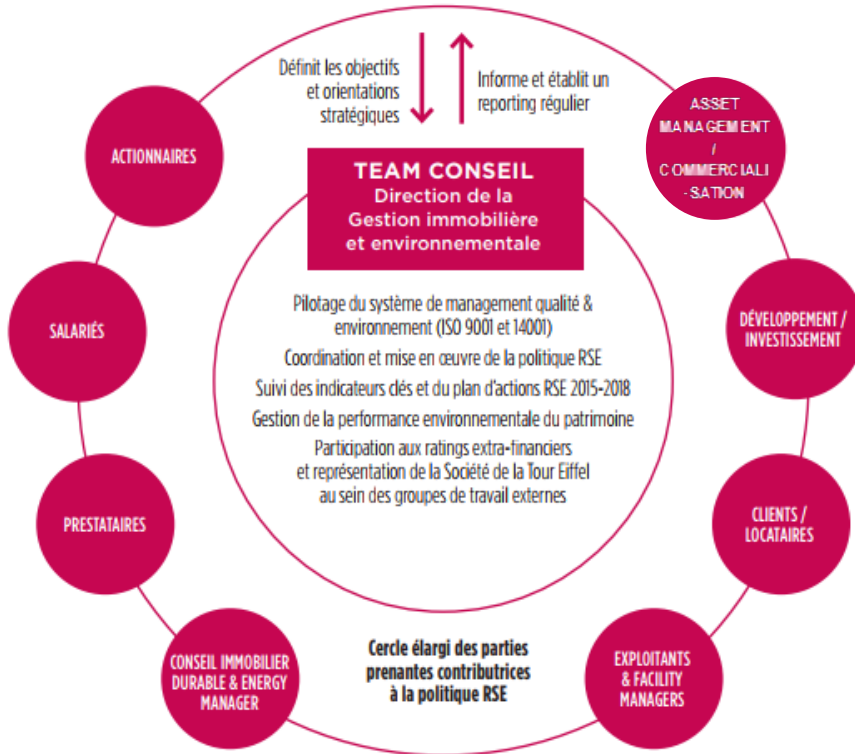 Définit les objectifs
et orientations
stratégiques
Informe et établit un
reporting régulier
ACTIONNAIRES
ASSET
MANAGEMENT
/
COMMERCIALI
-SATION
TEAM CONSEIL
Direction de la
Gestion immobilière
et environnementale
SALARIÉS
DÉVELOPPEMENT /
INVESTISSEMENT
Pilotage du système de management qualité &
environnement (ISO 9001 et 14001)
Coordination et mise en œuvre de la politique RSE
Suivi des indicateurs clés et du plan d'actions RSE 2015-2018
Gestion de la performance environnementale du patrimoine
Participation aux ratings extra-financiers
et représentation de la Société de la Tour Eiffel
au sein des groupes de travail externes
PRESTATAIRES
CLIENTS /
LOCATAIRES
CONSEIL IMMOBILIER
DURABLE & ENERGY
MANAGER
Cercle élargi des parties
prenantes contributrices
à la politique RSE
EXPLOITANTS
& FACILITY
MANAGERS